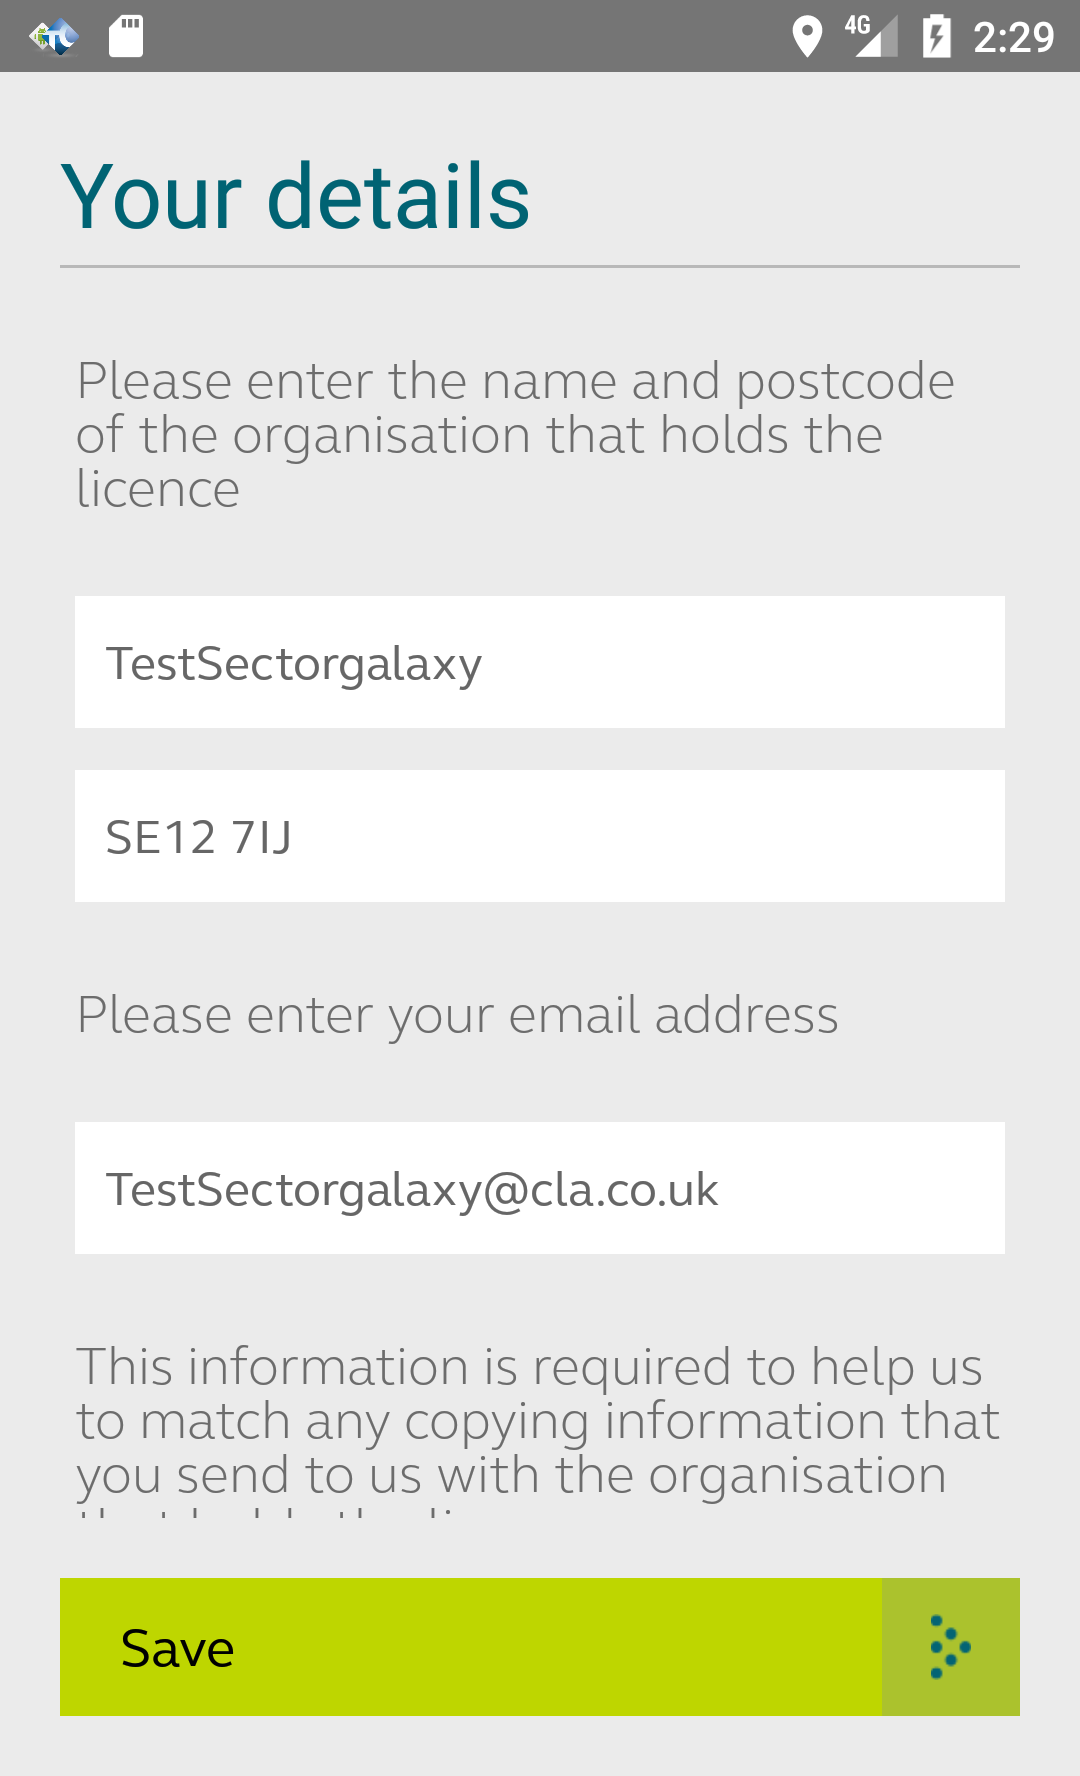 4G 2:29
Your details
Please enter the name and postcode
of the organisation that holds the
licence
TestSectorgalaxy
SE12 7IJ
Please enter your email address
TestSectorgalaxy@cla.co.uk
This information is required to help us
to match any copying information that
you send to us with the organisation
Save